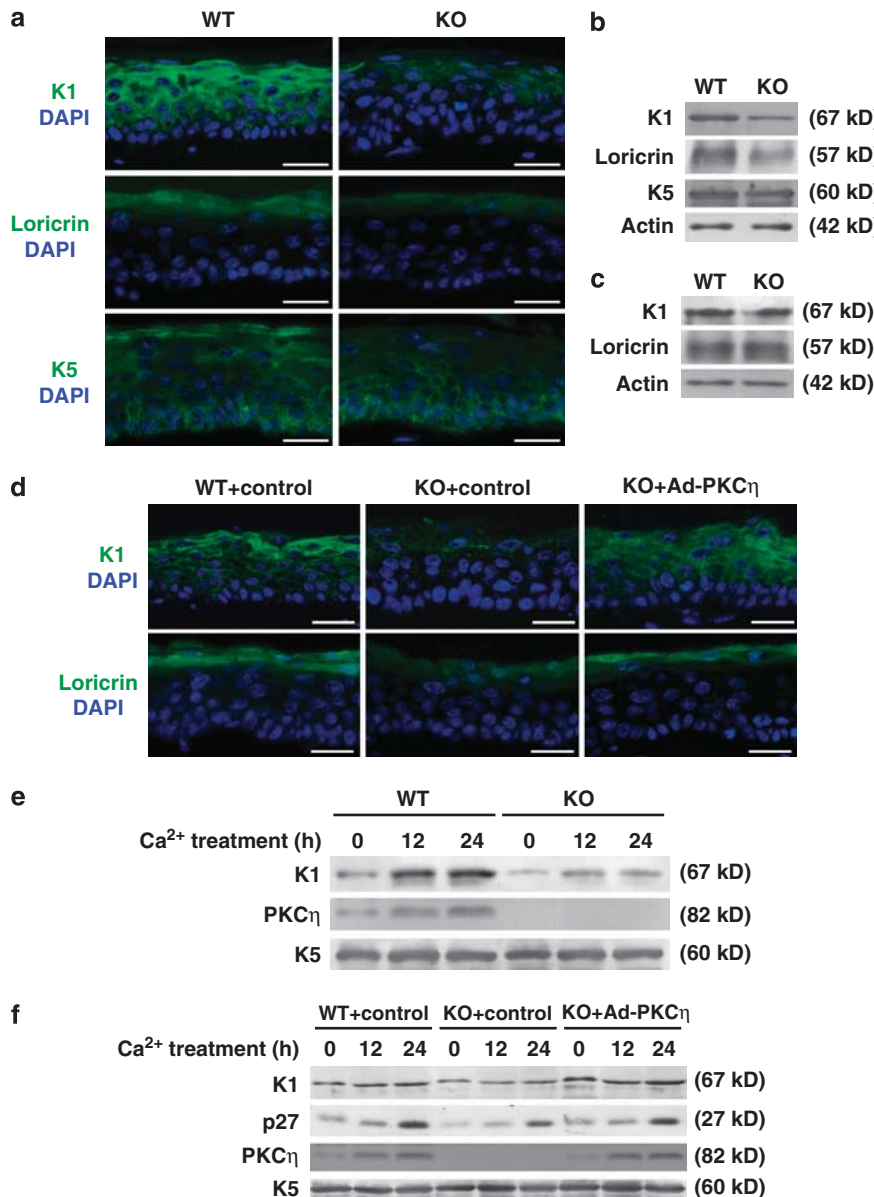 a
WT KO
K1
DAPI
Loricrin
DAPI
K5
DAPI
b
WT KO
K1 (67 kD)
Loricrin (57 kD)
K5 (60 kD)
Actin (42 kD)
c
WT KO
K1 (67 kD)
Loricrin (57 kD)
Actin (42 kD)
d
WT+control KO+control KO+Ad-PKCη
K1
DAPI
Loricrin
DAPI
e
WT KO
Ca²⁺ treatment (h) 0 12 24 0 12 24
K1 (67 kD)
PKCη (82 kD)
K5 (60 kD)
f
WT+control KO+control KO+Ad-PKCη
Ca²⁺ treatment (h) 0 12 24 0 12 24 0 12 24
K1 (67 kD)
p27 (27 kD)
PKCη (82 kD)
K5 (60 kD)